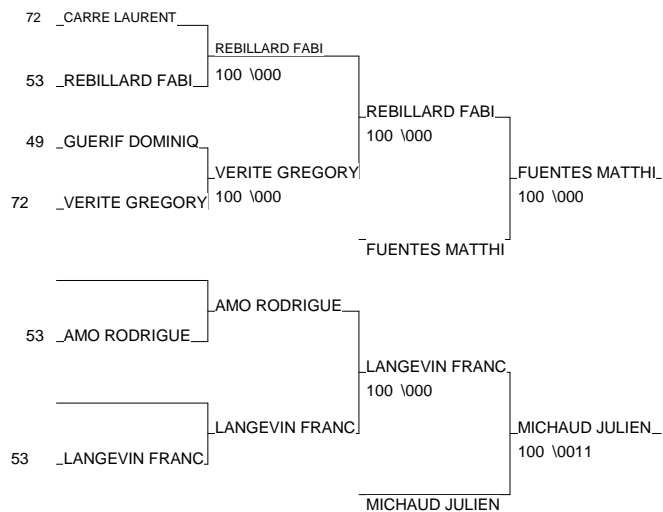 72 CARRE LAURENT
REBILLARD FABI
53 REBILLARD FABI
100 \000
REBILLARD FABI
100 \000
49 GUERIF DOMINIQ
VERITE GREGORY
100 \000
72 VERITE GREGORY
FUENTES MATTHI
100 \000
FUENTES MATTHI
AMO RODRIGUE
53 AMO RODRIGUE
LANGEVIN FRANC
100 \000
LANGEVIN FRANC
53 LANGEVIN FRANC
MICHAUD JULIEN
100 \0011
MICHAUD JULIEN